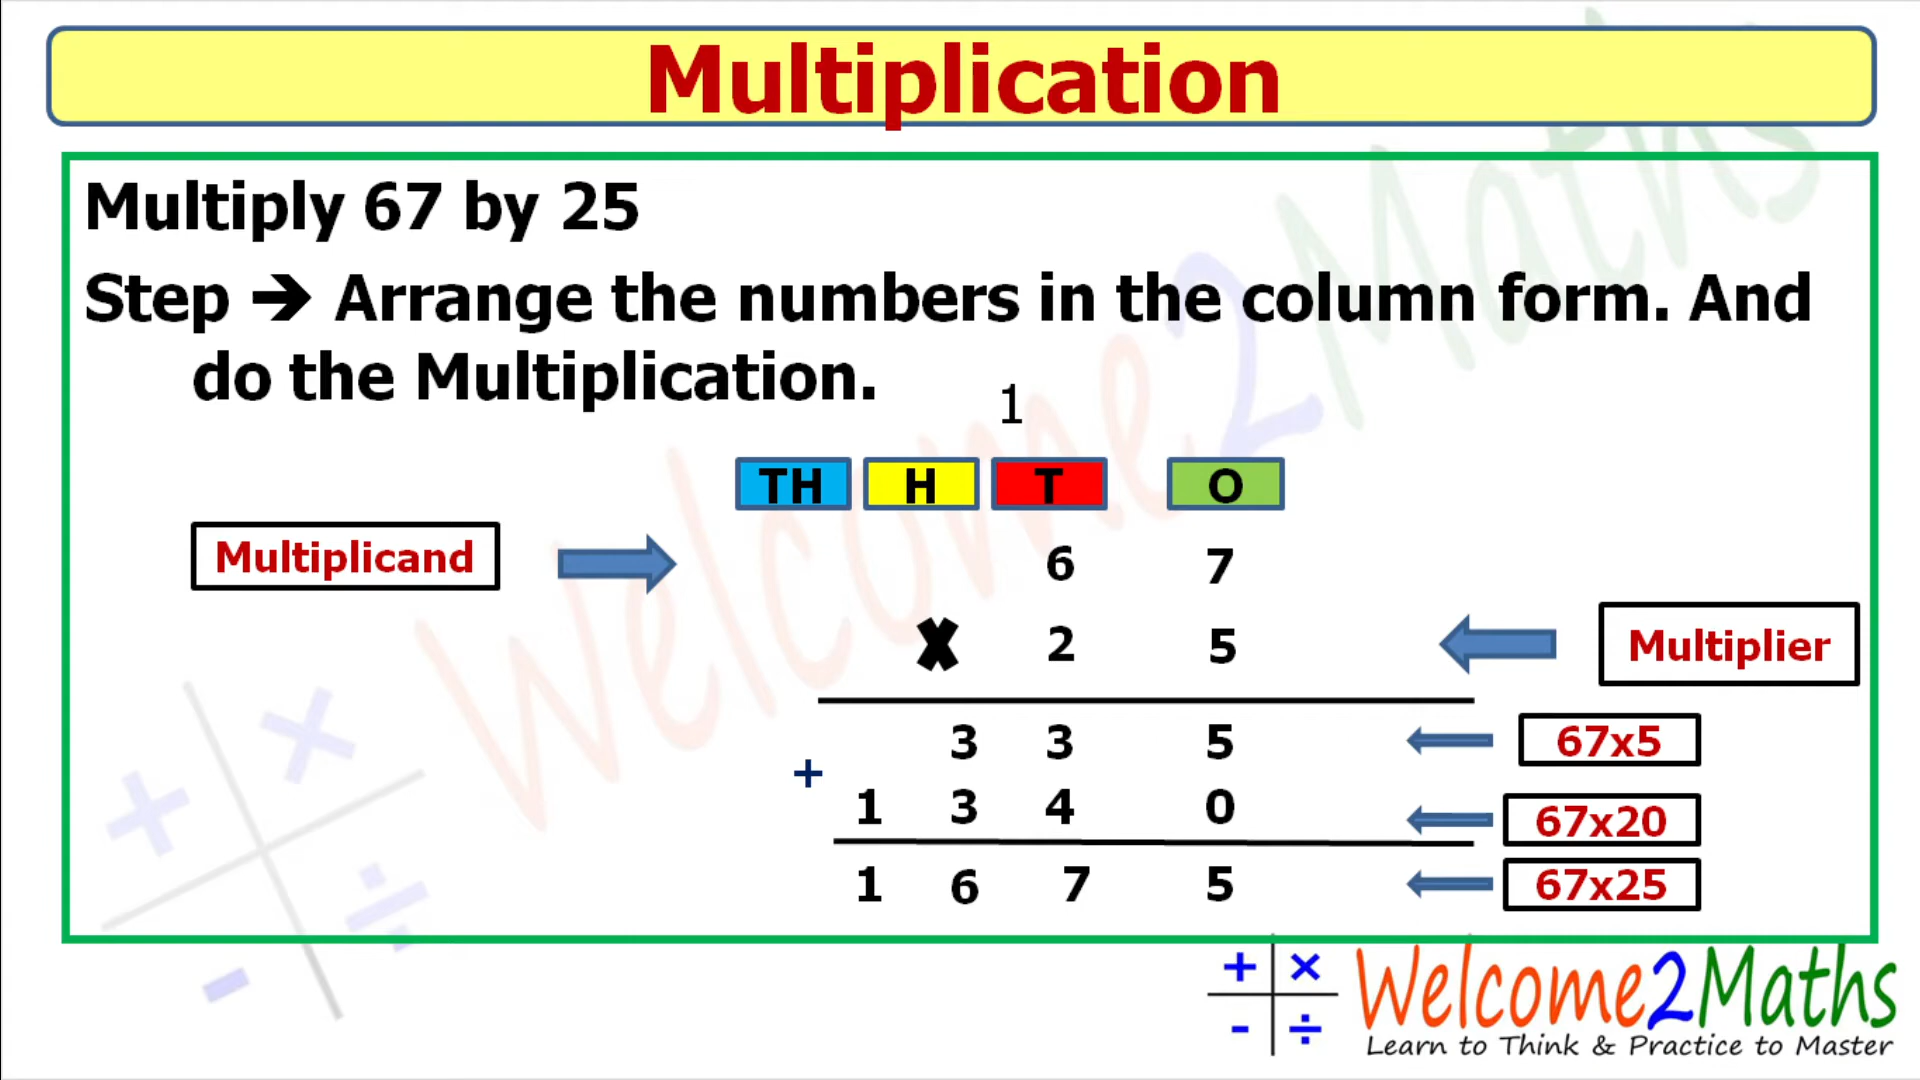 Multiplication
Multiply 67 by 25
Step ➔ Arrange the numbers in the column form. And
do the Multiplication.
1
TH H T O
Multiplicand 6 7
X 2 5 Multiplier
3 3 5 67x5
+
1 3 4 0 67x20
1 6 7 5 67x25
+ ×
- ÷
Welcome2Maths
Learn to Think & Practice to Master